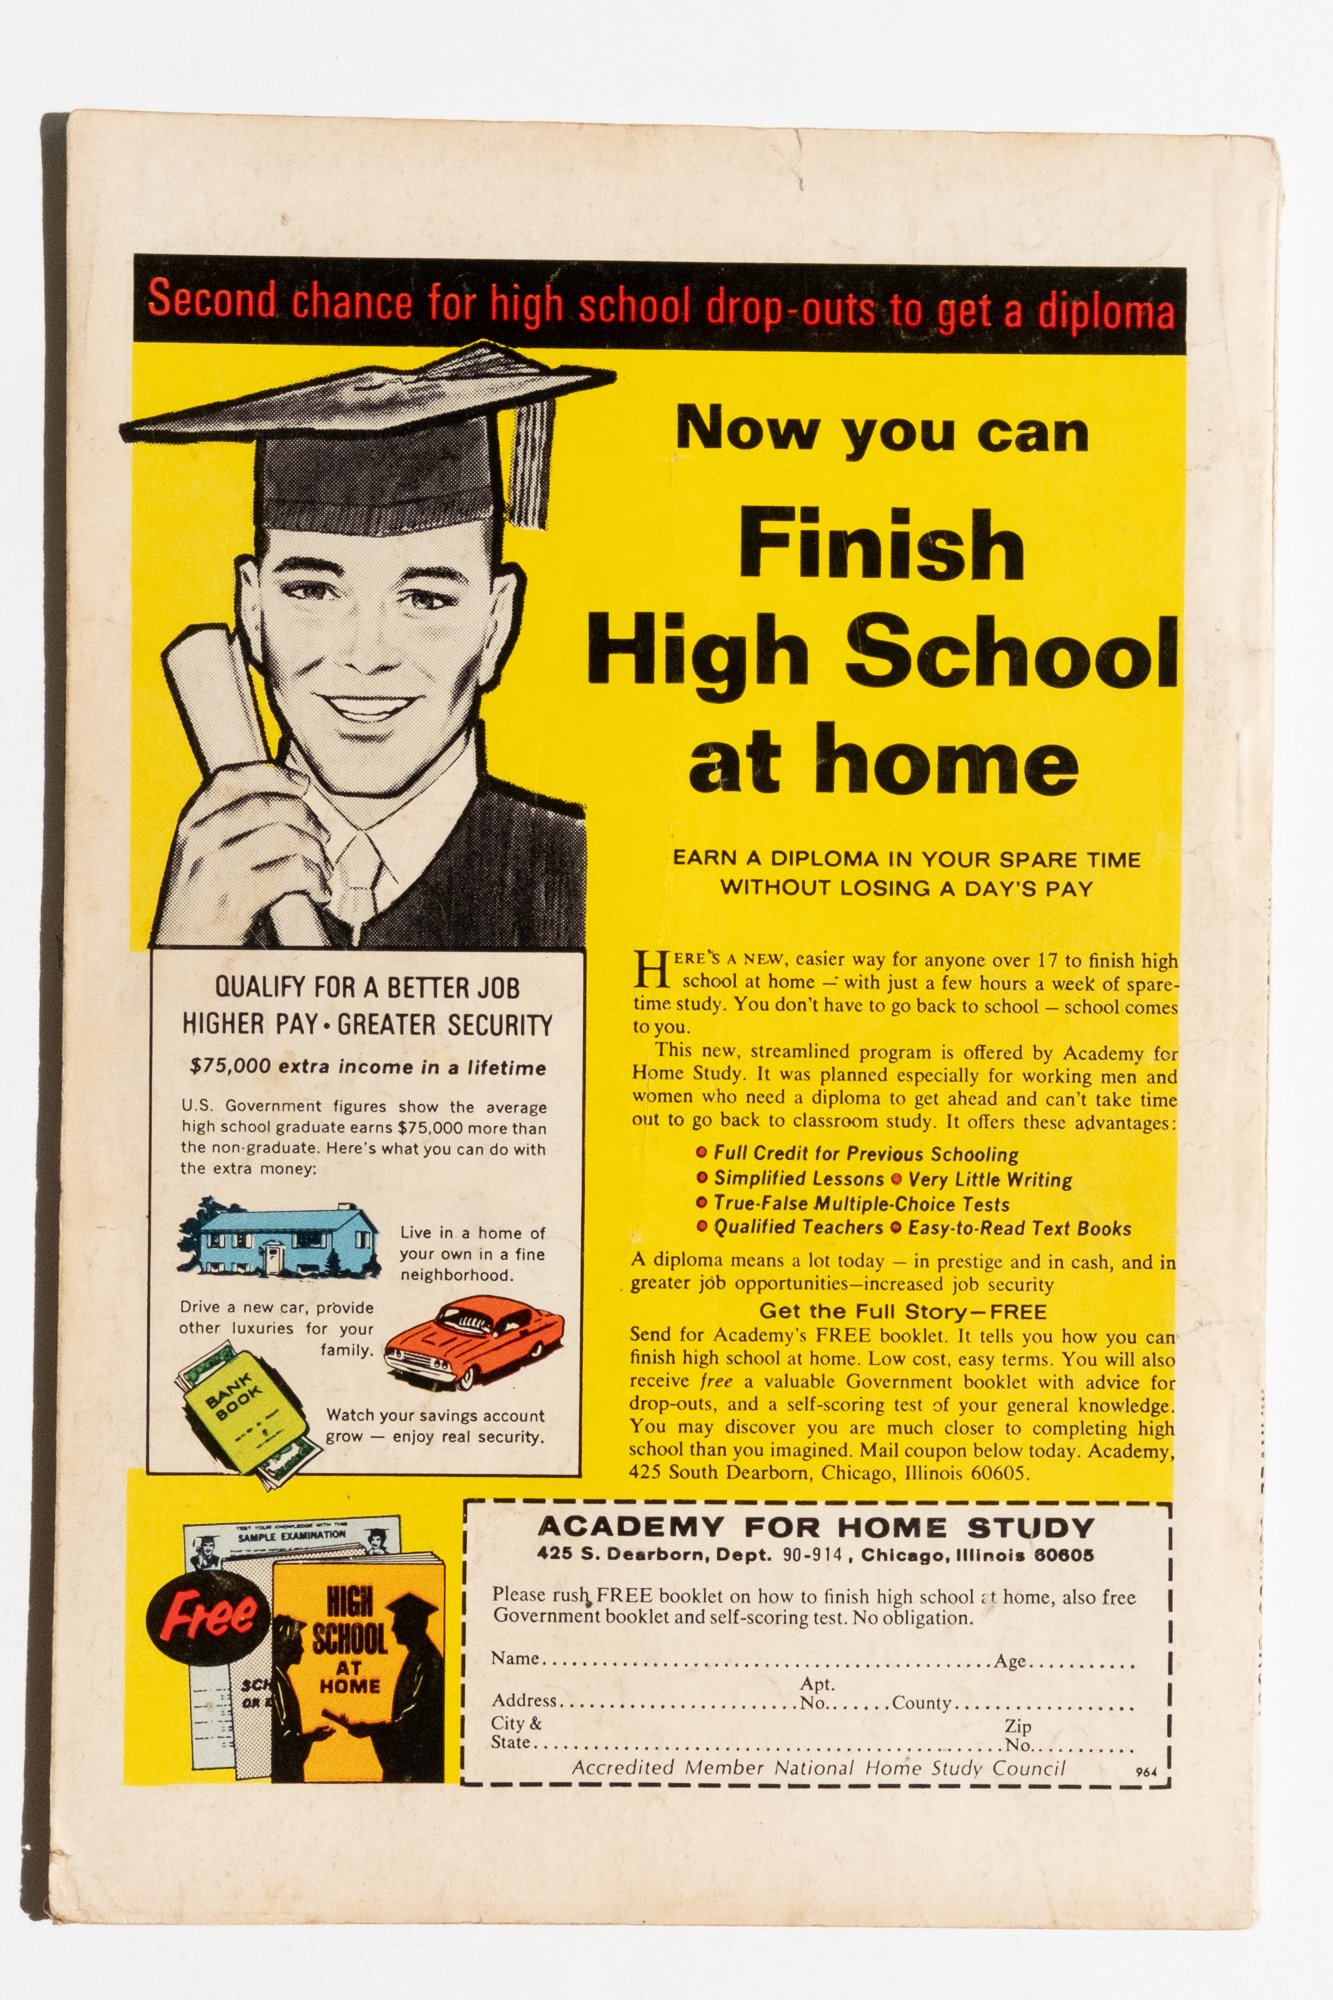 Second chance for high school drop-outs to get a diploma
Now you can
Finish
High School
at home
EARN A DIPLOMA IN YOUR SPARE TIME
WITHOUT LOSING A DAY'S PAY
QUALIFY FOR A BETTER JOB
HIGHER PAY • GREATER SECURITY
$75,000 extra income in a lifetime
U.S. Government figures show the average
high school graduate earns $75,000 more than
the non-graduate. Here's what you can do with
the extra money:
Live in a home of
your own in a fine
neighborhood.
Drive a new car, provide
other luxuries for your
family.
BANK
BOOK
Watch your savings account
grow — enjoy real security.
HERE'S A NEW, easier way for anyone over 17 to finish high
school at home — with just a few hours a week of spare-
time study. You don't have to go back to school — school comes
to you.
This new, streamlined program is offered by Academy for
Home Study. It was planned especially for working men and
women who need a diploma to get ahead and can't take time
out to go back to classroom study. It offers these advantages:
• Full Credit for Previous Schooling
• Simplified Lessons • Very Little Writing
• True-False Multiple-Choice Tests
• Qualified Teachers • Easy-to-Read Text Books
A diploma means a lot today — in prestige and in cash, and in
greater job opportunities—increased job security
Get the Full Story—FREE
Send for Academy's FREE booklet. It tells you how you can
finish high school at home. Low cost, easy terms. You will also
receive free a valuable Government booklet with advice for
drop-outs, and a self-scoring test of your general knowledge.
You may discover you are much closer to completing high
school than you imagined. Mail coupon below today. Academy,
425 South Dearborn, Chicago, Illinois 60605.
TEST YOUR KNOWLEDGE WITH THIS
SAMPLE EXAMINATION
Free
HIGH
SCHOOL
AT
HOME
SCH
OR
ACADEMY FOR HOME STUDY
425 S. Dearborn, Dept. 90-914, Chicago, Illinois 60605
Please rush FREE booklet on how to finish high school at home, also free
Government booklet and self-scoring test. No obligation.
Name.............................................Age...........
Apt.
Address........................No.......County..................
City & Zip
State...............................................No...........
Accredited Member National Home Study Council 964